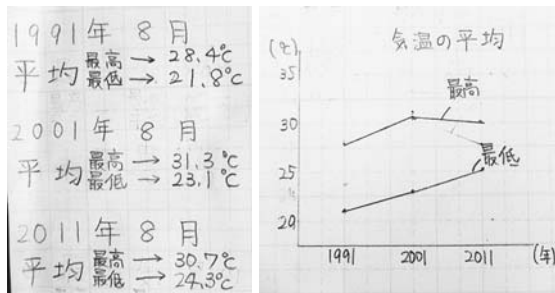 1991年8月
平均 最高 → 28.4℃
最低 → 21.8℃
2001年8月
平均 最高 → 31.3℃
最低 → 23.1℃
2011年8月
平均 最高 → 30.7℃
最低 → 24.3℃
気温の平均
(℃)
35
30
25
20
最高
最低
1991 2001 2011 (年)